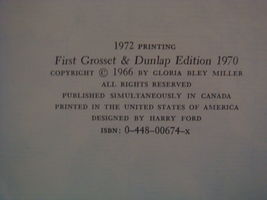 1972 PRINTING
First Grosset & Dunlap Edition 1970
COPYRIGHT © 1966 BY GLORIA BLEY MILLER
ALL RIGHTS RESERVED
PUBLISHED SIMULTANEOUSLY IN CANADA
PRINTED IN THE UNITED STATES OF AMERICA
DESIGNED BY HARRY FORD
ISBN: 0-448-00674-x